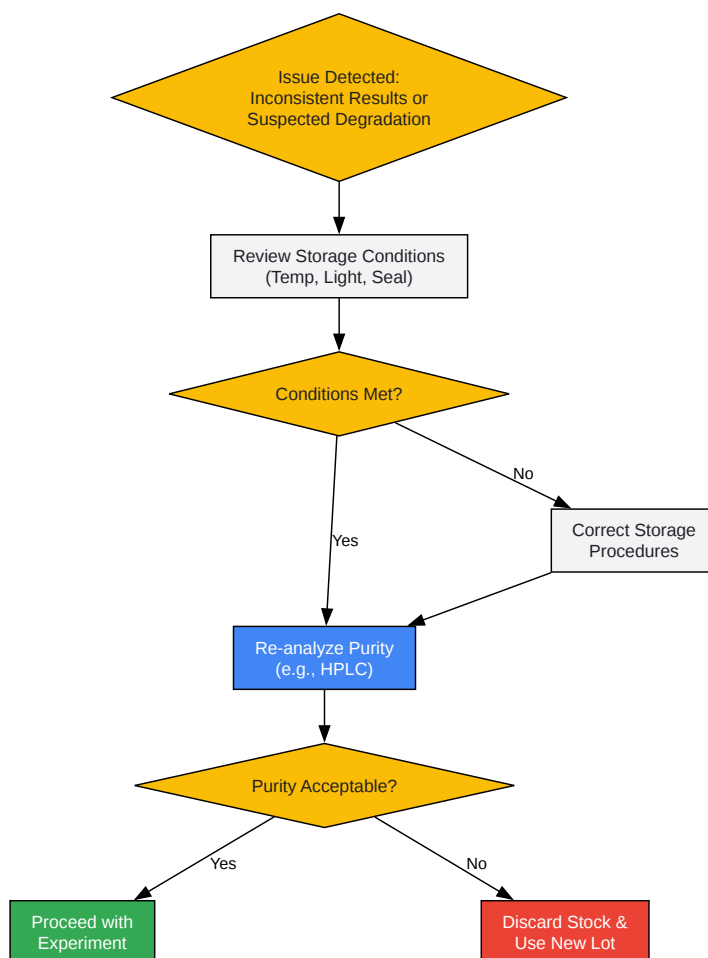 Issue Detected:
Inconsistent Results or
Suspected Degradation
Review Storage Conditions
(Temp, Light, Seal)
Conditions Met?
No
Yes
Correct Storage
Procedures
Re-analyze Purity
(e.g., HPLC)
Purity Acceptable?
Yes
No
Proceed with
Experiment
Discard Stock &
Use New Lot